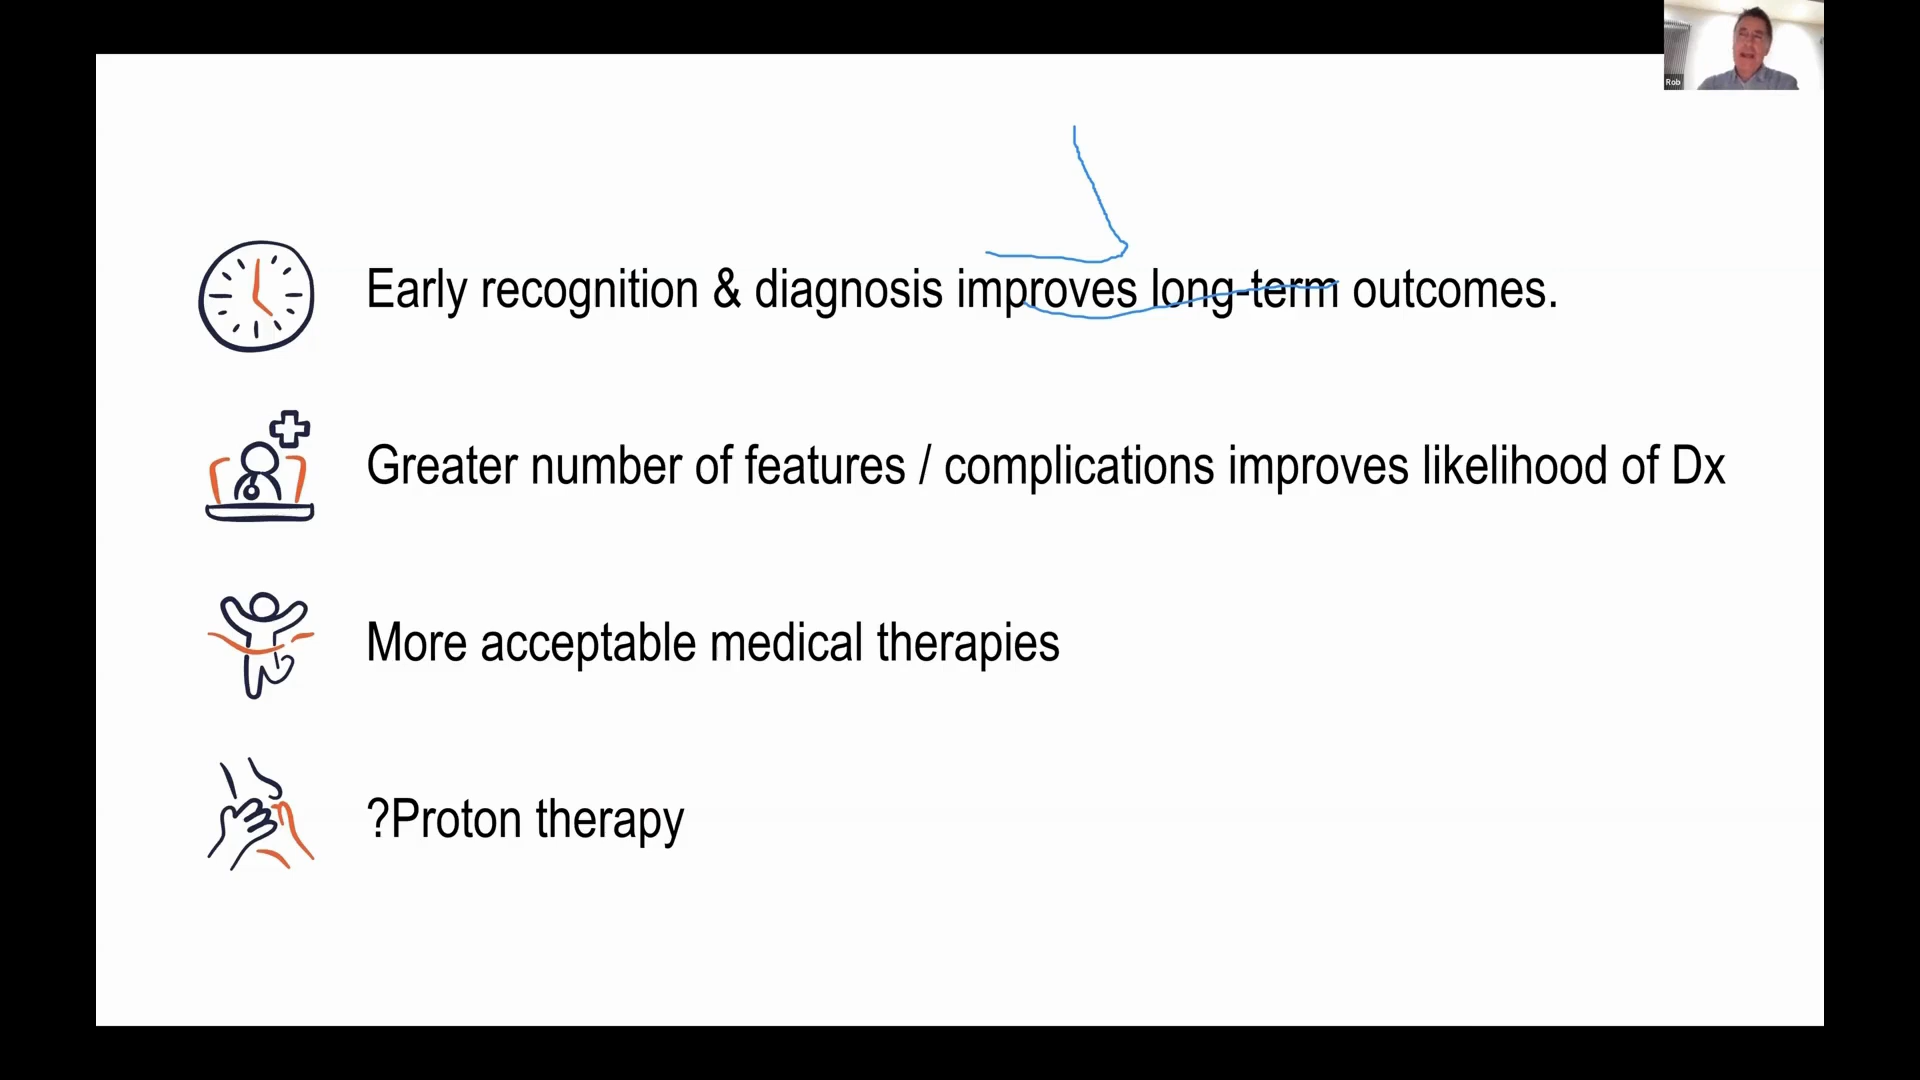 Rob
Early recognition & diagnosis improves long-term outcomes.
Greater number of features / complications improves likelihood of Dx
More acceptable medical therapies
?Proton therapy